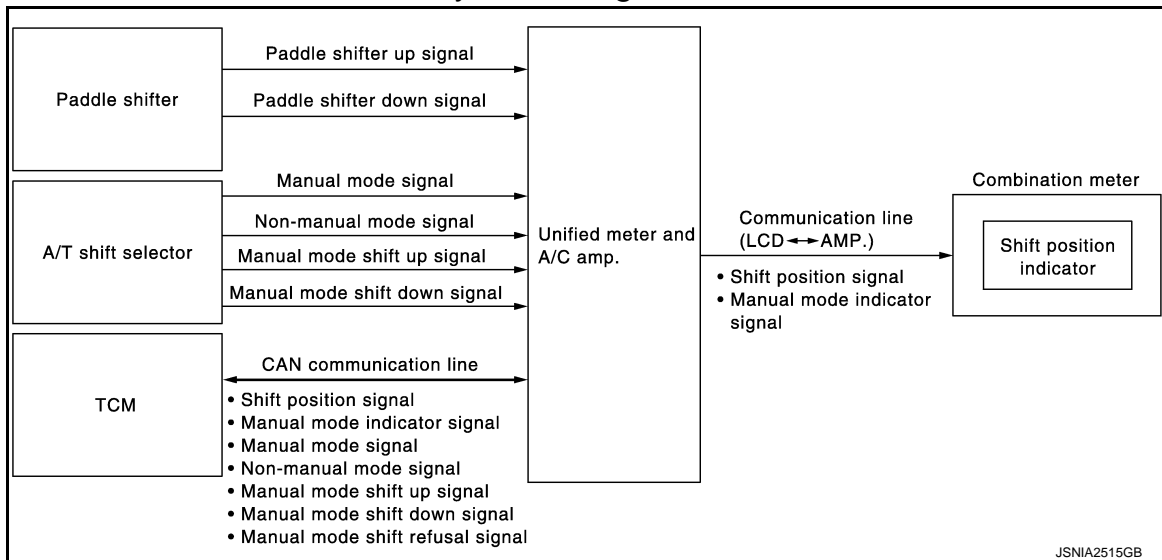 Paddle shifter
Paddle shifter up signal
Paddle shifter down signal
A/T shift selector
Manual mode signal
Non-manual mode signal
Manual mode shift up signal
Manual mode shift down signal
TCM
CAN communication line
• Shift position signal
• Manual mode indicator signal
• Manual mode signal
• Non-manual mode signal
• Manual mode shift up signal
• Manual mode shift down signal
• Manual mode shift refusal signal
Unified meter and
A/C amp.
Communication line
(LCD↔AMP.)
• Shift position signal
• Manual mode indicator
signal
Combination meter
Shift position
indicator
JSNIA2515GB